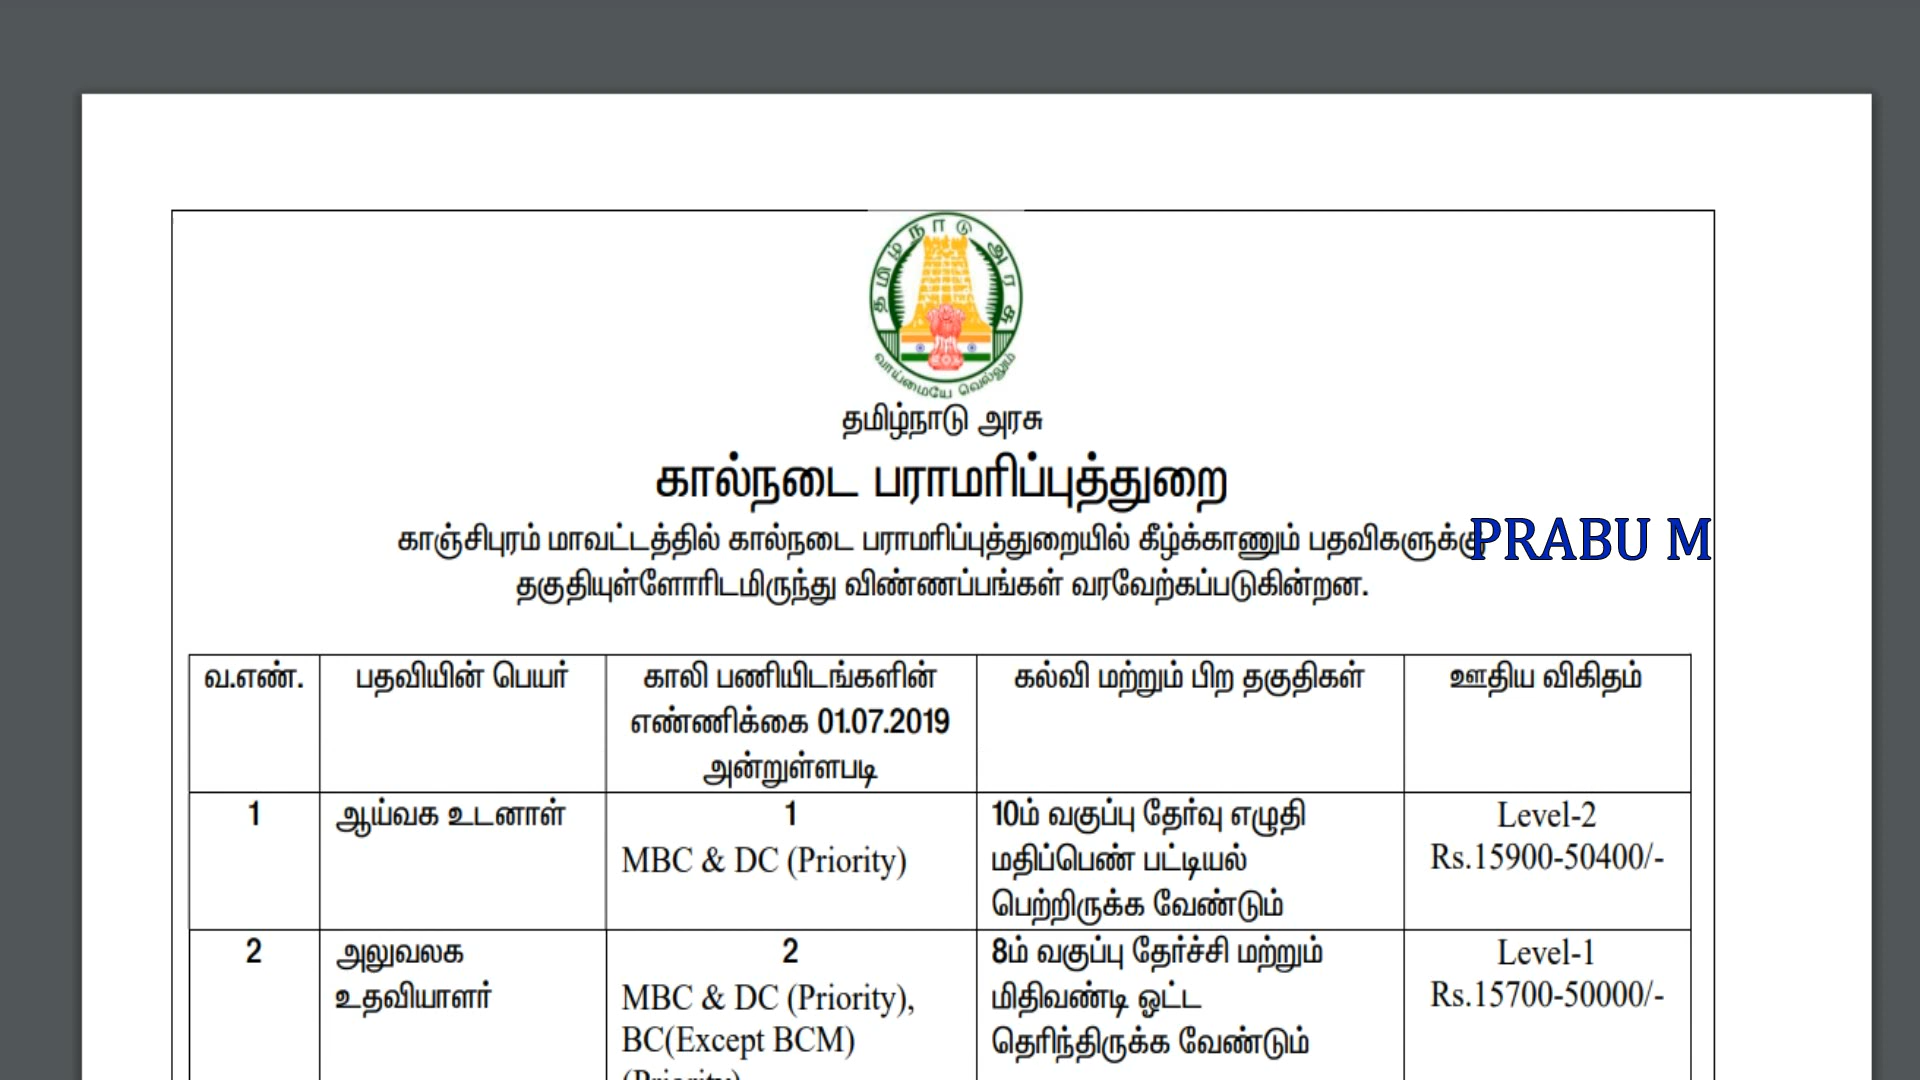 தமிழ்நாடு அரசு
வாய்மையே வெல்லும்
தமிழ்நாடு அரசு
கால்நடை பராமரிப்புத்துறை
காஞ்சிபுரம் மாவட்டத்தில் கால்நடை பராமரிப்புத்துறையில் கீழ்க்காணும் பதவிகளுக்கு
PRABU M
தகுதியுள்ளோரிடமிருந்து விண்ணப்பங்கள் வரவேற்கப்படுகின்றன.
வ.எண்.
பதவியின் பெயர்
காலி பணியிடங்களின்
எண்ணிக்கை 01.07.2019
அன்றுள்ளபடி
கல்வி மற்றும் பிற தகுதிகள்
ஊதிய விகிதம்
1
ஆய்வக உடனாள்
1
MBC & DC (Priority)
10ம் வகுப்பு தேர்வு எழுதி
மதிப்பெண் பட்டியல்
பெற்றிருக்க வேண்டும்
Level-2
Rs.15900-50400/-
2
அலுவலக
உதவியாளர்
2
MBC & DC (Priority),
BC(Except BCM)
(Priority)
8ம் வகுப்பு தேர்ச்சி மற்றும்
மிதிவண்டி ஓட்ட
தெரிந்திருக்க வேண்டும்
Level-1
Rs.15700-50000/-